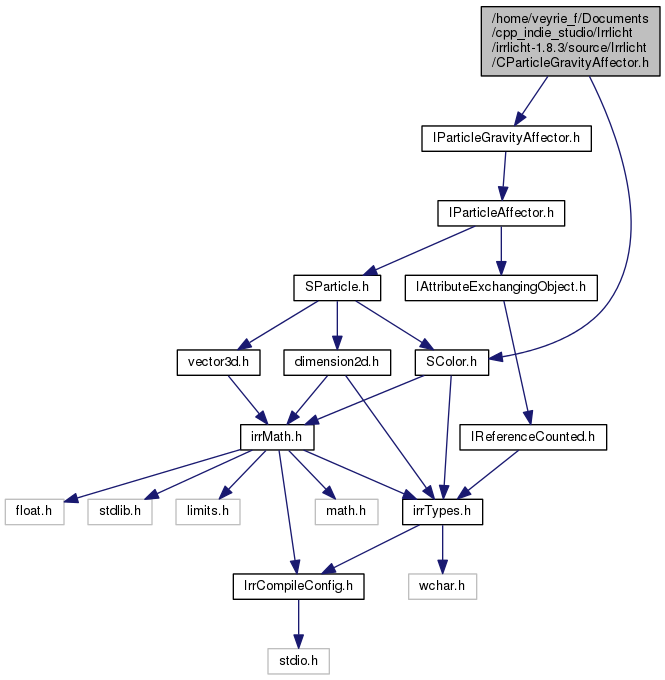 /home/veyrie_f/Documents
/cpp_indie_studio/Irrlicht
/irrlicht-1.8.3/source/Irrlicht
/CParticleGravityAffector.h
IParticleGravityAffector.h
IParticleAffector.h
SParticle.h
IAttributeExchangingObject.h
vector3d.h
dimension2d.h
SColor.h
irrMath.h
IReferenceCounted.h
float.h
stdlib.h
limits.h
math.h
irrTypes.h
IrrCompileConfig.h
wchar.h
stdio.h